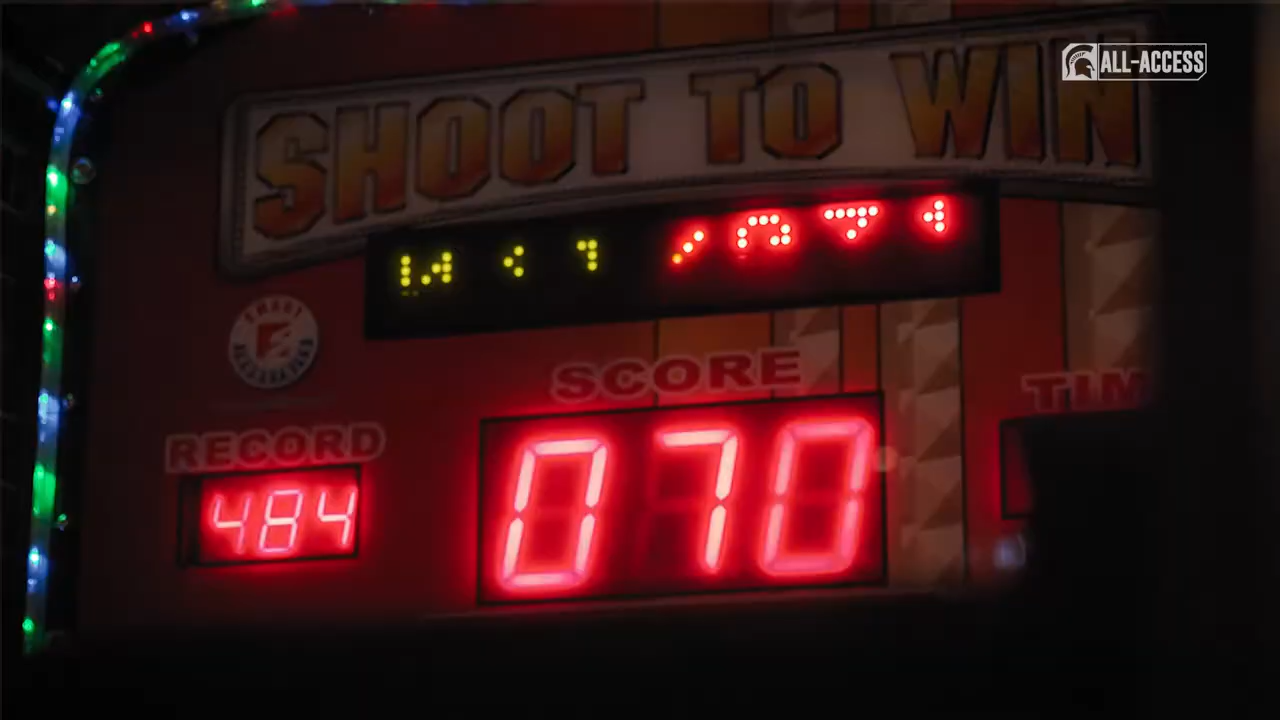 ALL-ACCESS
SHOOT TO WIN
SCORE
RECORD
070
484